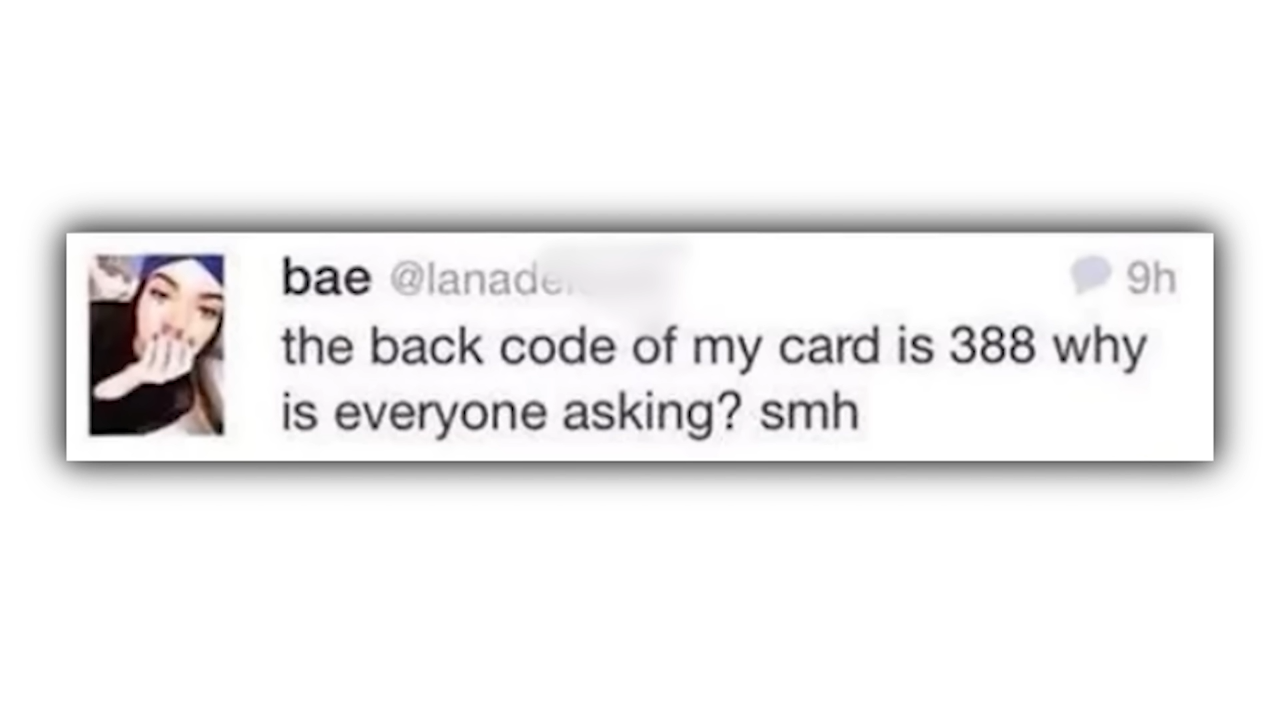 bae @lanade
9h
the back code of my card is 388 why
is everyone asking? smh